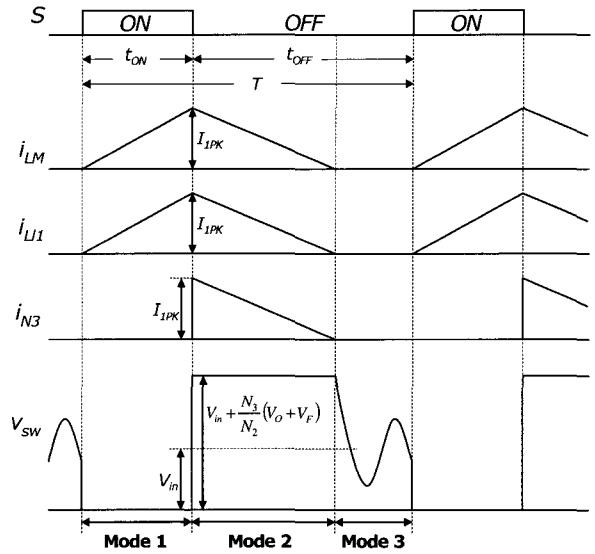 S
ON OFF ON
t_ON t_OFF
T
i_LM I_1PK
i_Ll1 I_1PK
i_N3 I_1PK
V_SW V_in + N_3/N_2 (V_O + V_F)
V_in
Mode 1 Mode 2 Mode 3